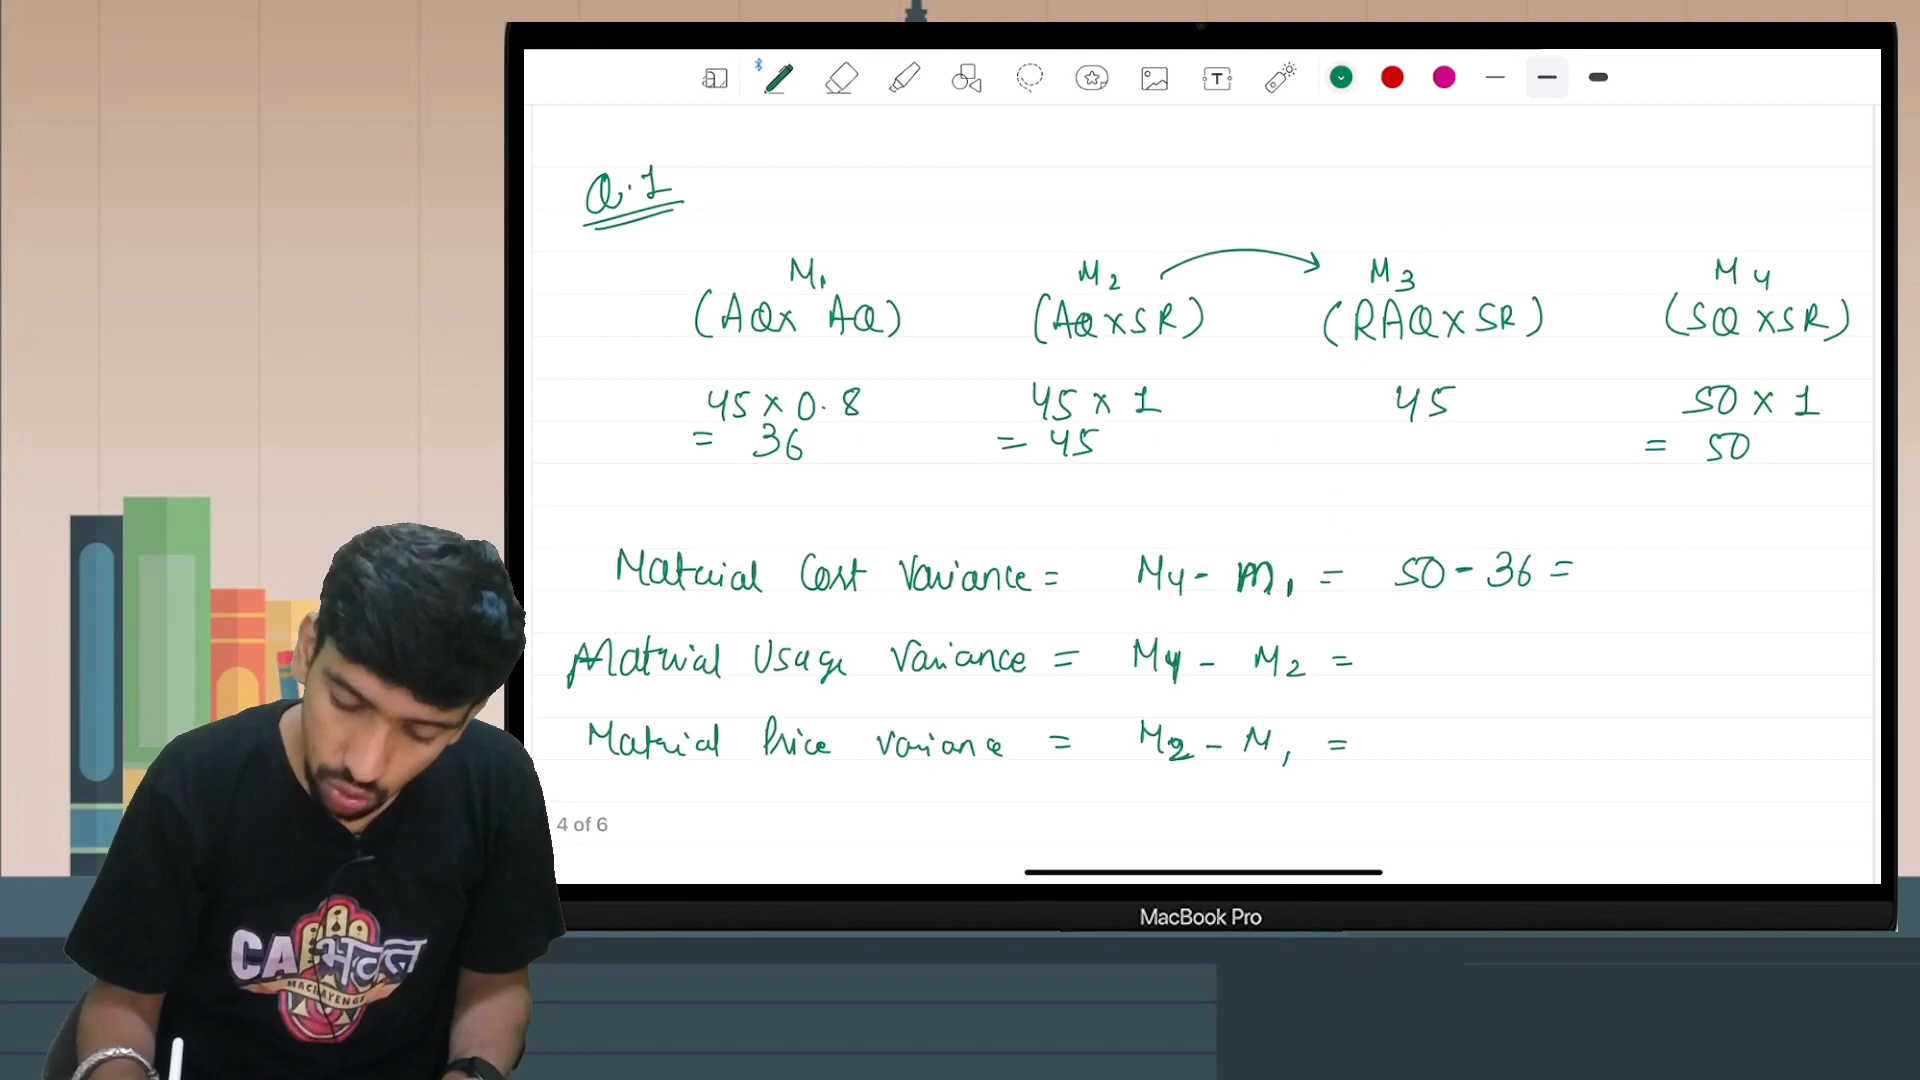 Q.1
M1 M2 M3 M4
(AQ x AQ) (AQ x SR) (RAQ x SR) (SQ x SR)
45 x 0.8 45 x 1 45 50 x 1
= 36 = 45 = 50
Material Cost Variance = M4 - M1 = 50 - 36 =
Material Usage Variance = M4 - M2 =
Material Price Variance = M2 - M1 =
4 of 6
MacBook Pro
CA भक्त
MACHAYENGE